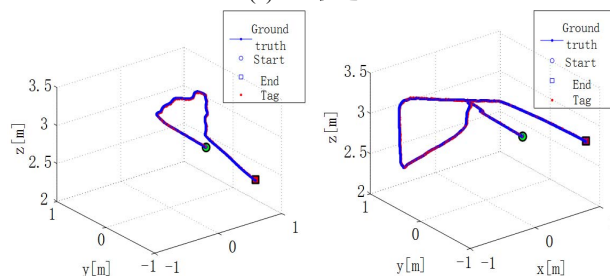 Ground
truth
Start
End
Tag
3.5
3
2.5
2
z[m]
1
0
-1
y[m]
-1
0
1
Ground
truth
Start
End
Tag
3.5
3
2.5
2
z[m]
1
0
-1
y[m]
-1
0
x[m]